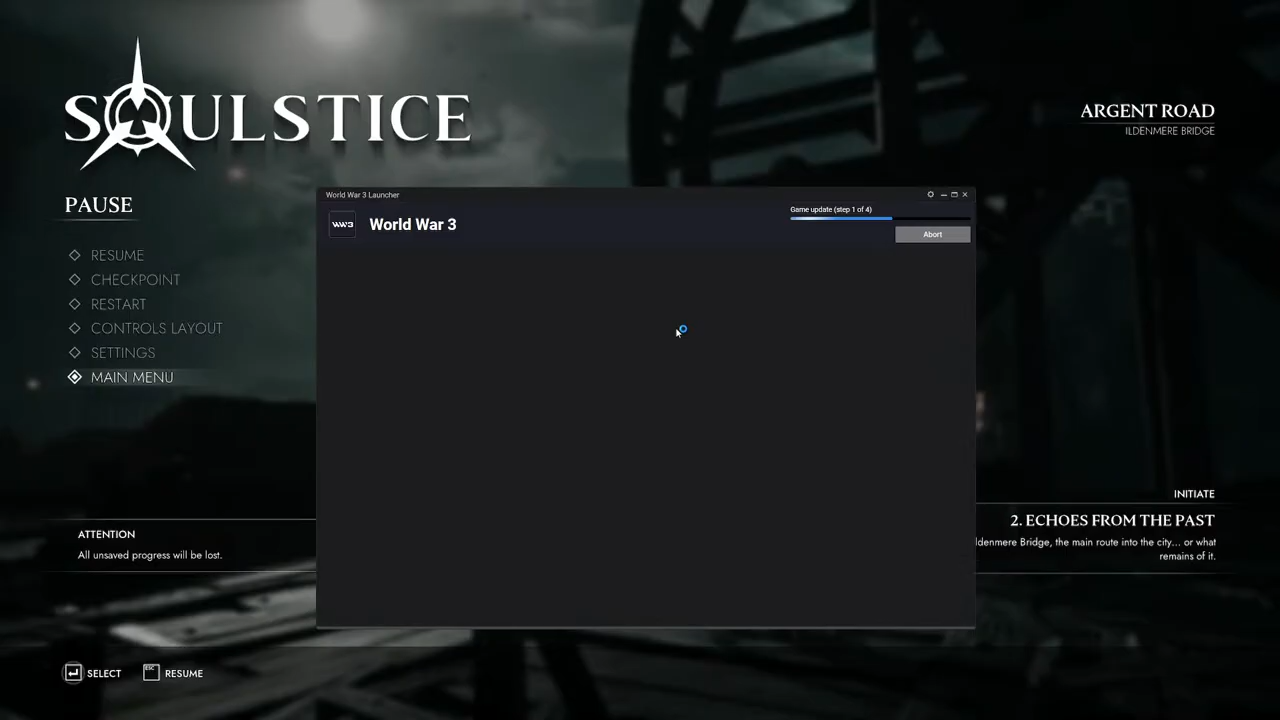 SOULSTICE
ARGENT ROAD
ILDENMERE BRIDGE
PAUSE
RESUME
CHECKPOINT
RESTART
CONTROLS LAYOUT
SETTINGS
MAIN MENU
World War 3 Launcher
WW3
World War 3
Game update (step 1 of 4)
Abort
ATTENTION
All unsaved progress will be lost.
INITIATE
2. ECHOES FROM THE PAST
ldenmere Bridge, the main route into the city... or what
remains of it.
SELECT
ESC
RESUME